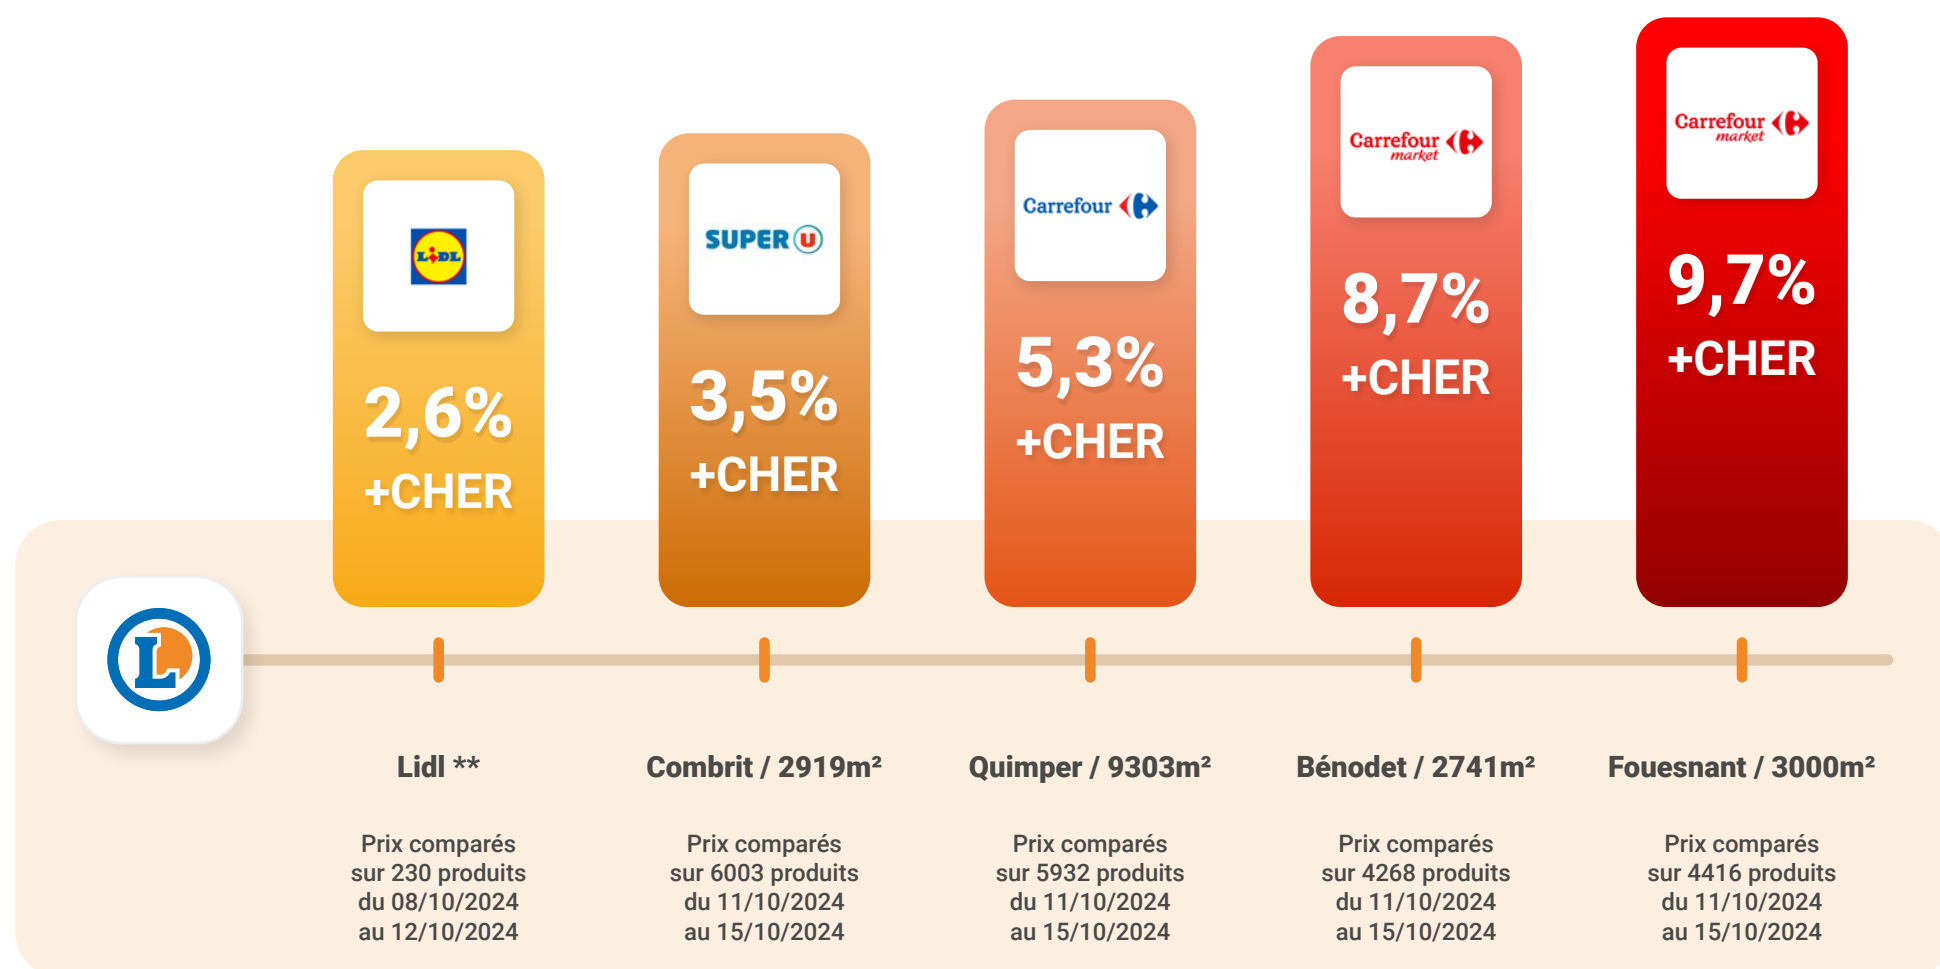 LIDL
2,6%
+CHER
SUPER U
3,5%
+CHER
Carrefour
5,3%
+CHER
Carrefour
market
8,7%
+CHER
Carrefour
market
9,7%
+CHER
L
Lidl **
Prix comparés
sur 230 produits
du 08/10/2024
au 12/10/2024
Combrit / 2919m²
Prix comparés
sur 6003 produits
du 11/10/2024
au 15/10/2024
Quimper / 9303m²
Prix comparés
sur 5932 produits
du 11/10/2024
au 15/10/2024
Bénodet / 2741m²
Prix comparés
sur 4268 produits
du 11/10/2024
au 15/10/2024
Fouesnant / 3000m²
Prix comparés
sur 4416 produits
du 11/10/2024
au 15/10/2024